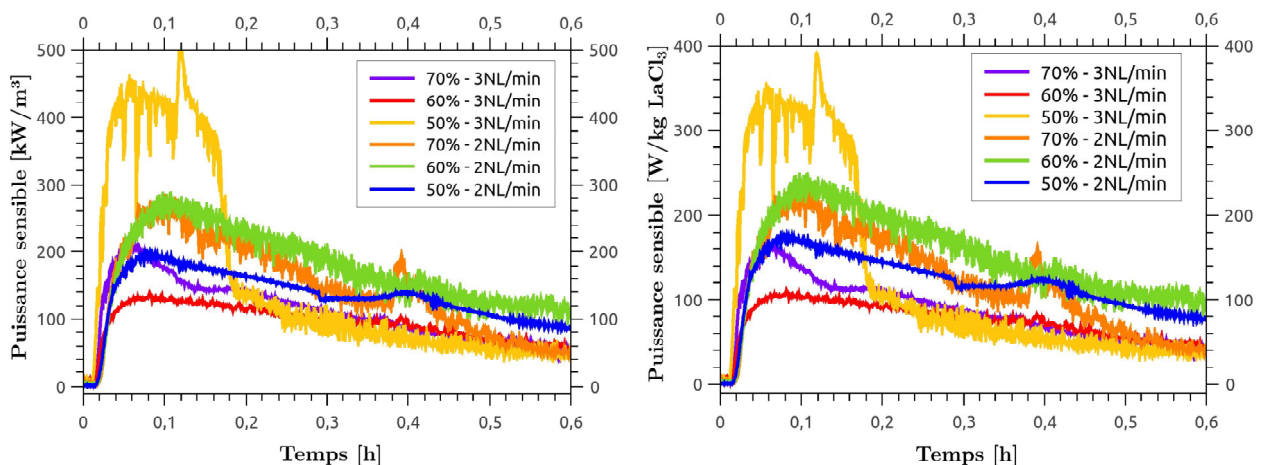 0 0,1 0,2 0,3 0,4 0,5 0,6
500 500
400 400
300 300
200 200
100 100
0 0
0 0,1 0,2 0,3 0,4 0,5 0,6
Puissance sensible [kW/m³]
Temps [h]
70% - 3NL/min
60% - 3NL/min
50% - 3NL/min
70% - 2NL/min
60% - 2NL/min
50% - 2NL/min
0 0,1 0,2 0,3 0,4 0,5 0,6
400 400
300 300
200 200
100 100
0 0
0 0,1 0,2 0,3 0,4 0,5 0,6
Puissance sensible [W/kg LaCl₃]
Temps [h]
70% - 3NL/min
60% - 3NL/min
50% - 3NL/min
70% - 2NL/min
60% - 2NL/min
50% - 2NL/min